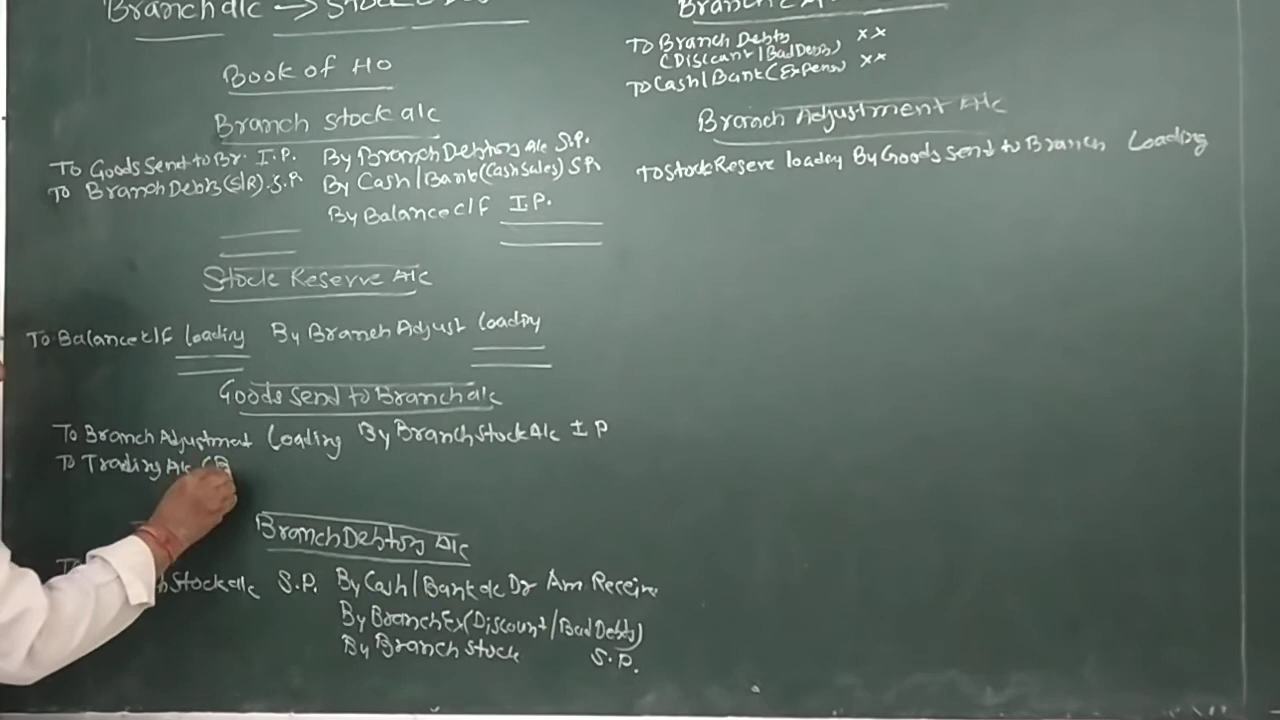 Branch a/c → Stock
Book of Ho
Branch Stock a/c
To Goods Send to Br. I.P. By Branch Debtors A/c S.P.
To Branch Debts (S/R). S.P. By Cash/Bank (Cash Sales) S.P.
By Balance C/F I.P.
Stock Reserve A/c
To Balance C/F loading By Branch Adjust loading
Goods Send to Branch a/c
To Branch Adjustment Loading By Branch Stock A/c I P
To Trading A/c (
Branch Debtors A/c
Stock a/c S.P. By Cash/Bank a/c Dr Am Receive
By Branch Ex (Discount/Bad Debts)
By Branch Stock S.P.
Branch
To Branch Debts xx
(Discount/Bad Debts)
To Cash/Bank (Expense) xx
Branch Adjustment A/c
To Stock Resere loading By Goods Send to Branch Loading